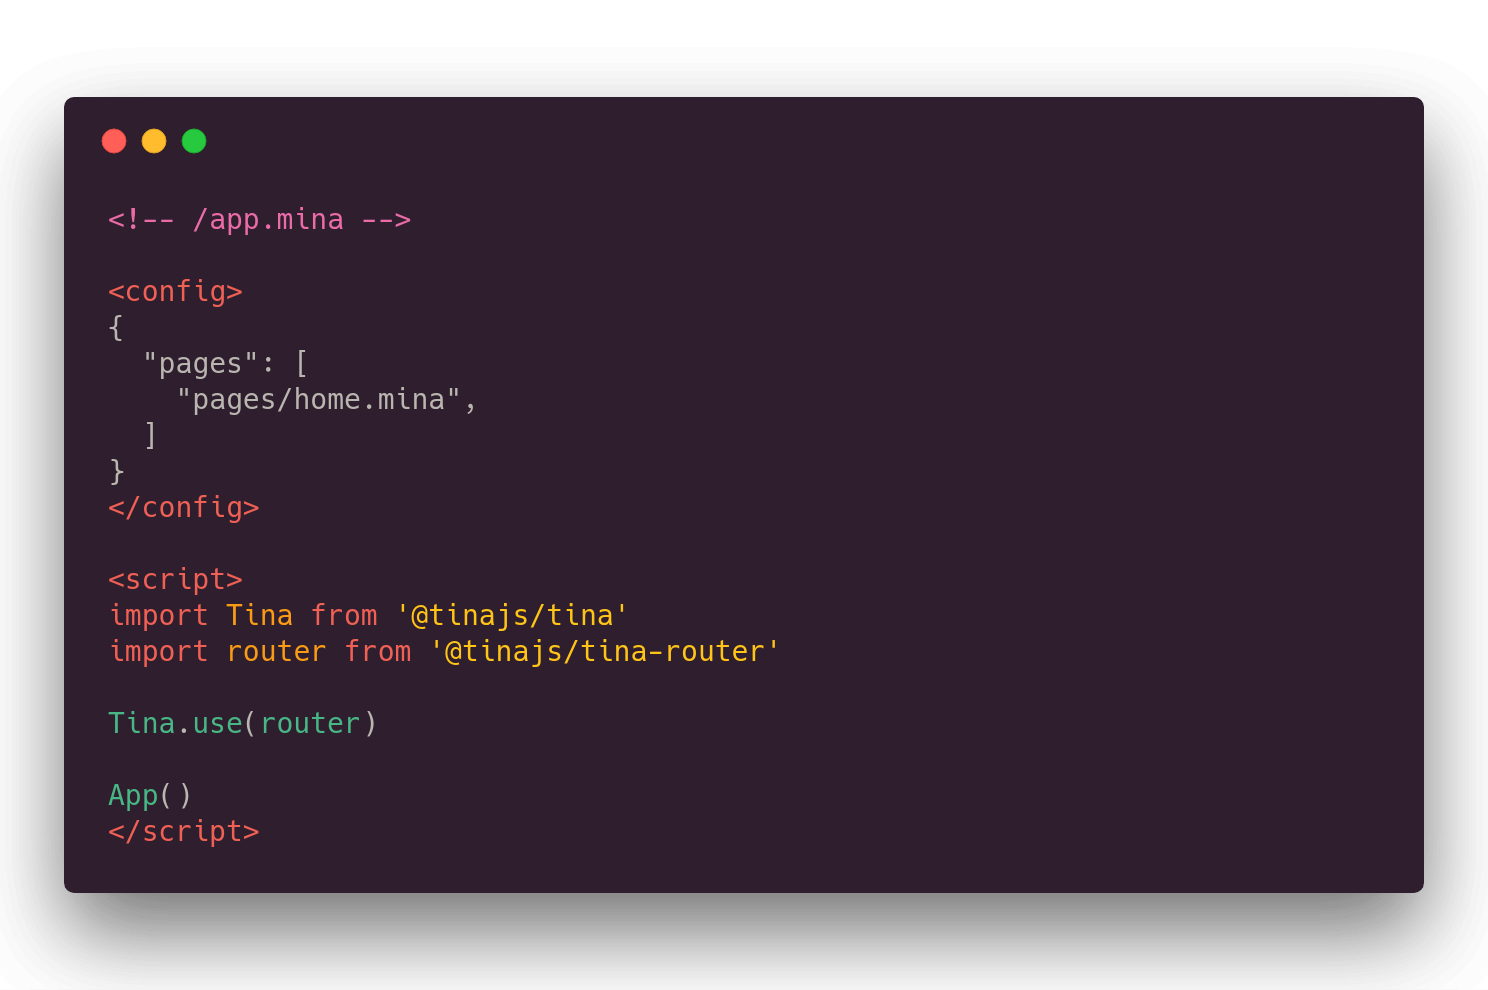 <!-- /app.mina -->

<config>
{
  "pages": [
    "pages/home.mina",
  ]
}
</config>

<script>
import Tina from '@tinajs/tina'
import router from '@tinajs/tina-router'

Tina.use(router)

App()
</script>